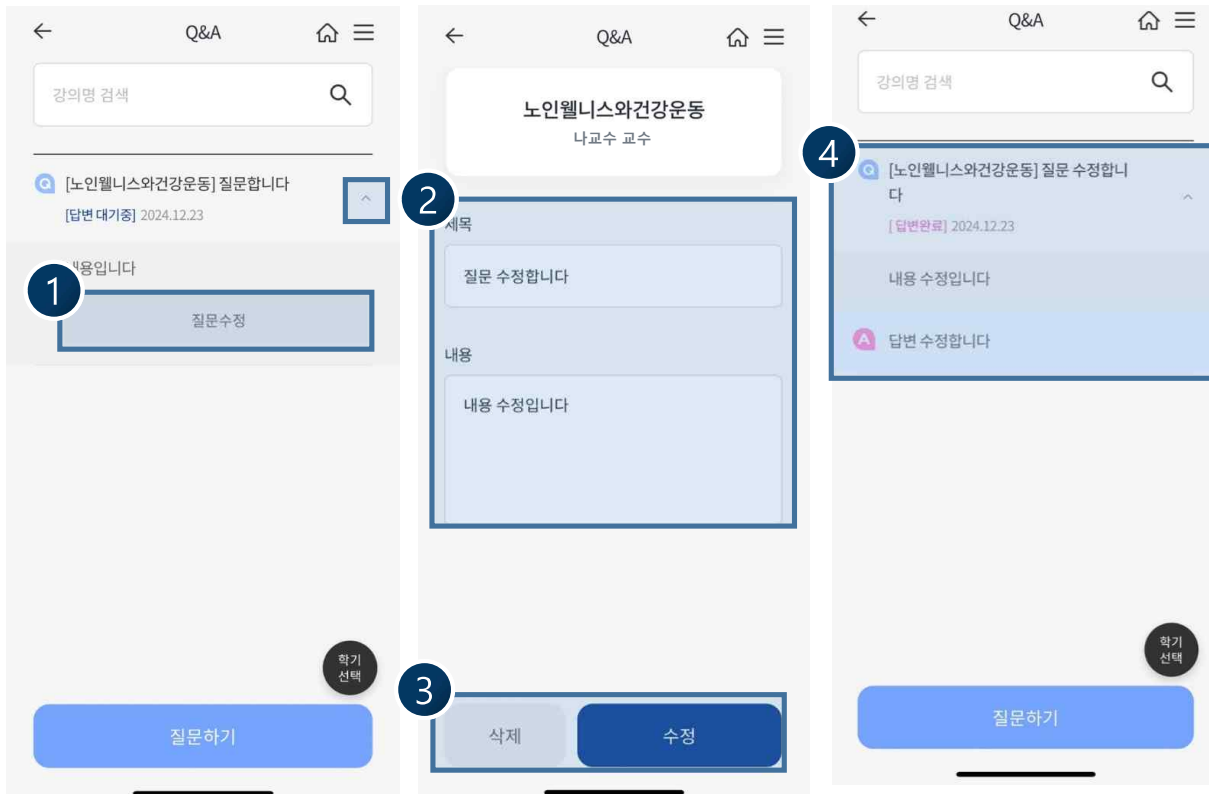 Q&A
강의명 검색
Q [노인웰니스와건강운동] 질문합니다
[답변 대기중] 2024.12.23
내용입니다
1
질문수정
학기
선택
질문하기
Q&A
노인웰니스와건강운동
나교수 교수
2
제목
질문 수정합니다
내용
내용 수정입니다
3
삭제
수정
Q&A
강의명 검색
4
Q [노인웰니스와건강운동] 질문 수정합니
다
[답변완료] 2024.12.23
내용 수정입니다
A 답변 수정합니다
학기
선택
질문하기